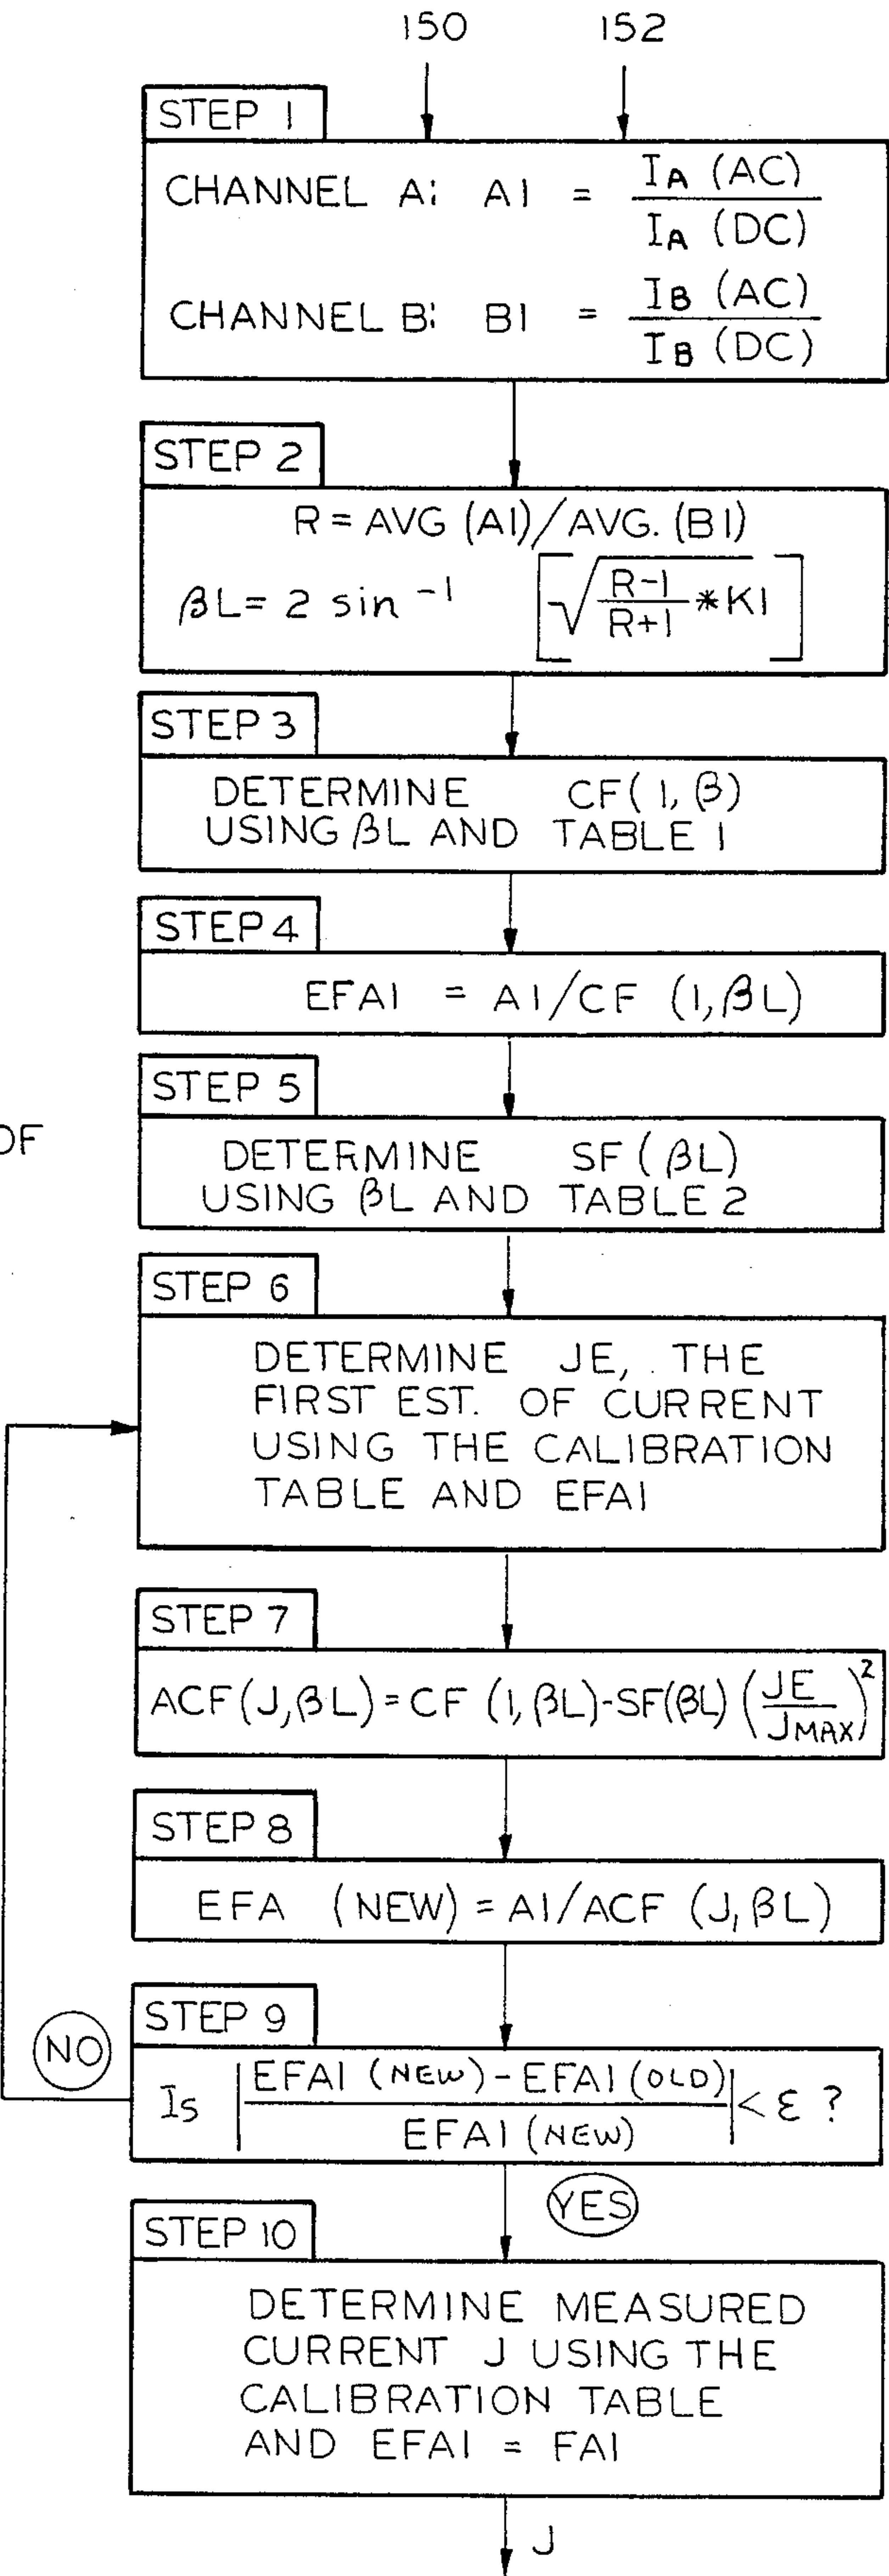 150 152
STEP 1
CHANNEL A: A1 = IA (AC) / IA (DC)
CHANNEL B: B1 = IB (AC) / IB (DC)
STEP 2
R = AVG (A1)/AVG. (B1)
βL = 2 sin⁻¹ [√((R-1)/(R+1) * K1)]
STEP 3
DETERMINE CF(1,β)
USING βL AND TABLE 1
STEP 4
EFA1 = A1/CF (1,βL)
STEP 5
OF
DETERMINE SF(βL)
USING βL AND TABLE 2
STEP 6
DETERMINE JE, THE
FIRST EST. OF CURRENT
USING THE CALIBRATION
TABLE AND EFA1
STEP 7
ACF(J,βL) = CF (1,βL)-SF(βL) (JE/JMAX)²
STEP 8
EFA (NEW) = A1/ACF (J,βL)
STEP 9
NO
Is |(EFA1 (NEW) - EFA1 (OLD))/EFA1 (NEW)| < ε ?
YES
STEP 10
DETERMINE MEASURED
CURRENT J USING THE
CALIBRATION TABLE
AND EFA1 = FA1
J